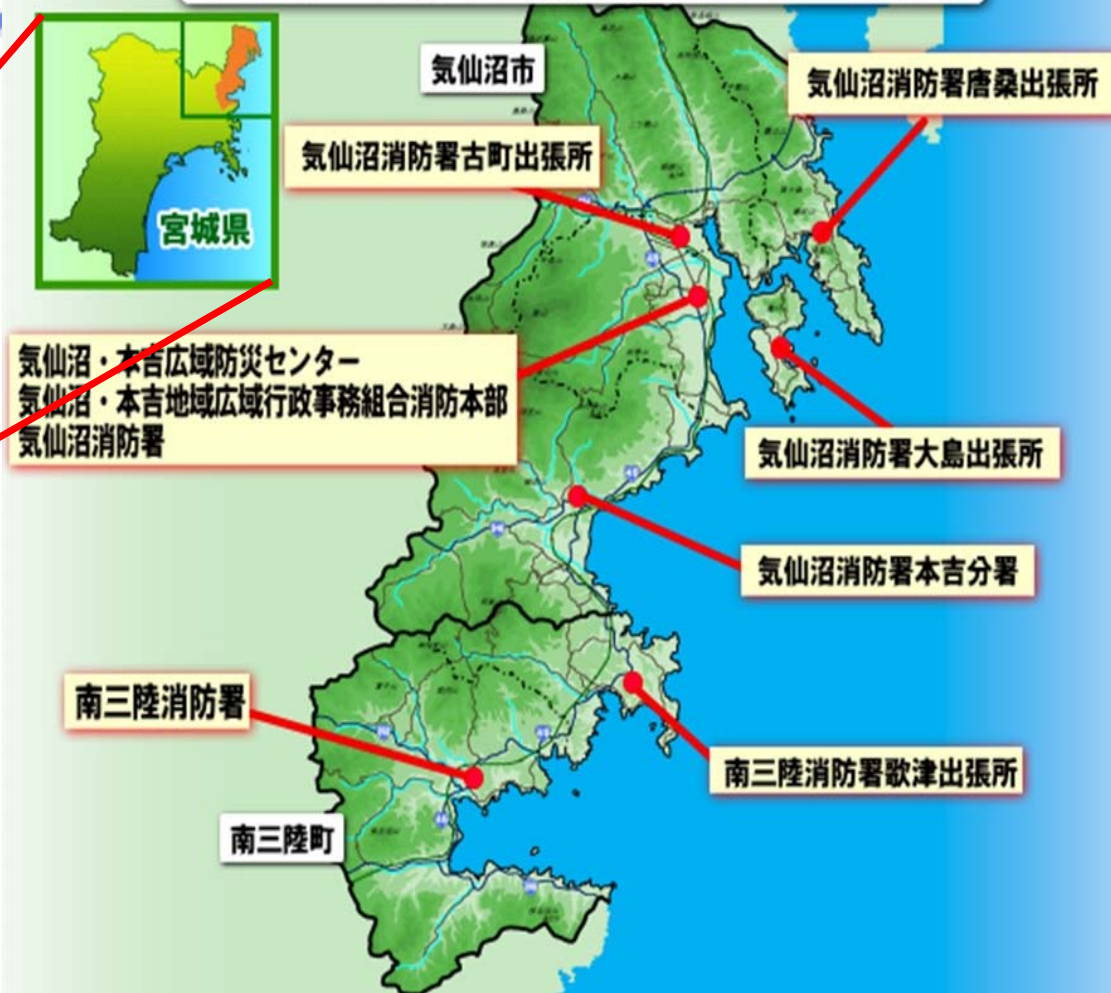 気仙沼市
気仙沼消防署唐桑出張所
気仙沼消防署古町出張所
宮城県
気仙沼・本吉広域防災センター
気仙沼・本吉地域広域行政事務組合消防本部
気仙沼消防署
気仙沼消防署大島出張所
気仙沼消防署本吉分署
南三陸消防署
南三陸消防署歌津出張所
南三陸町